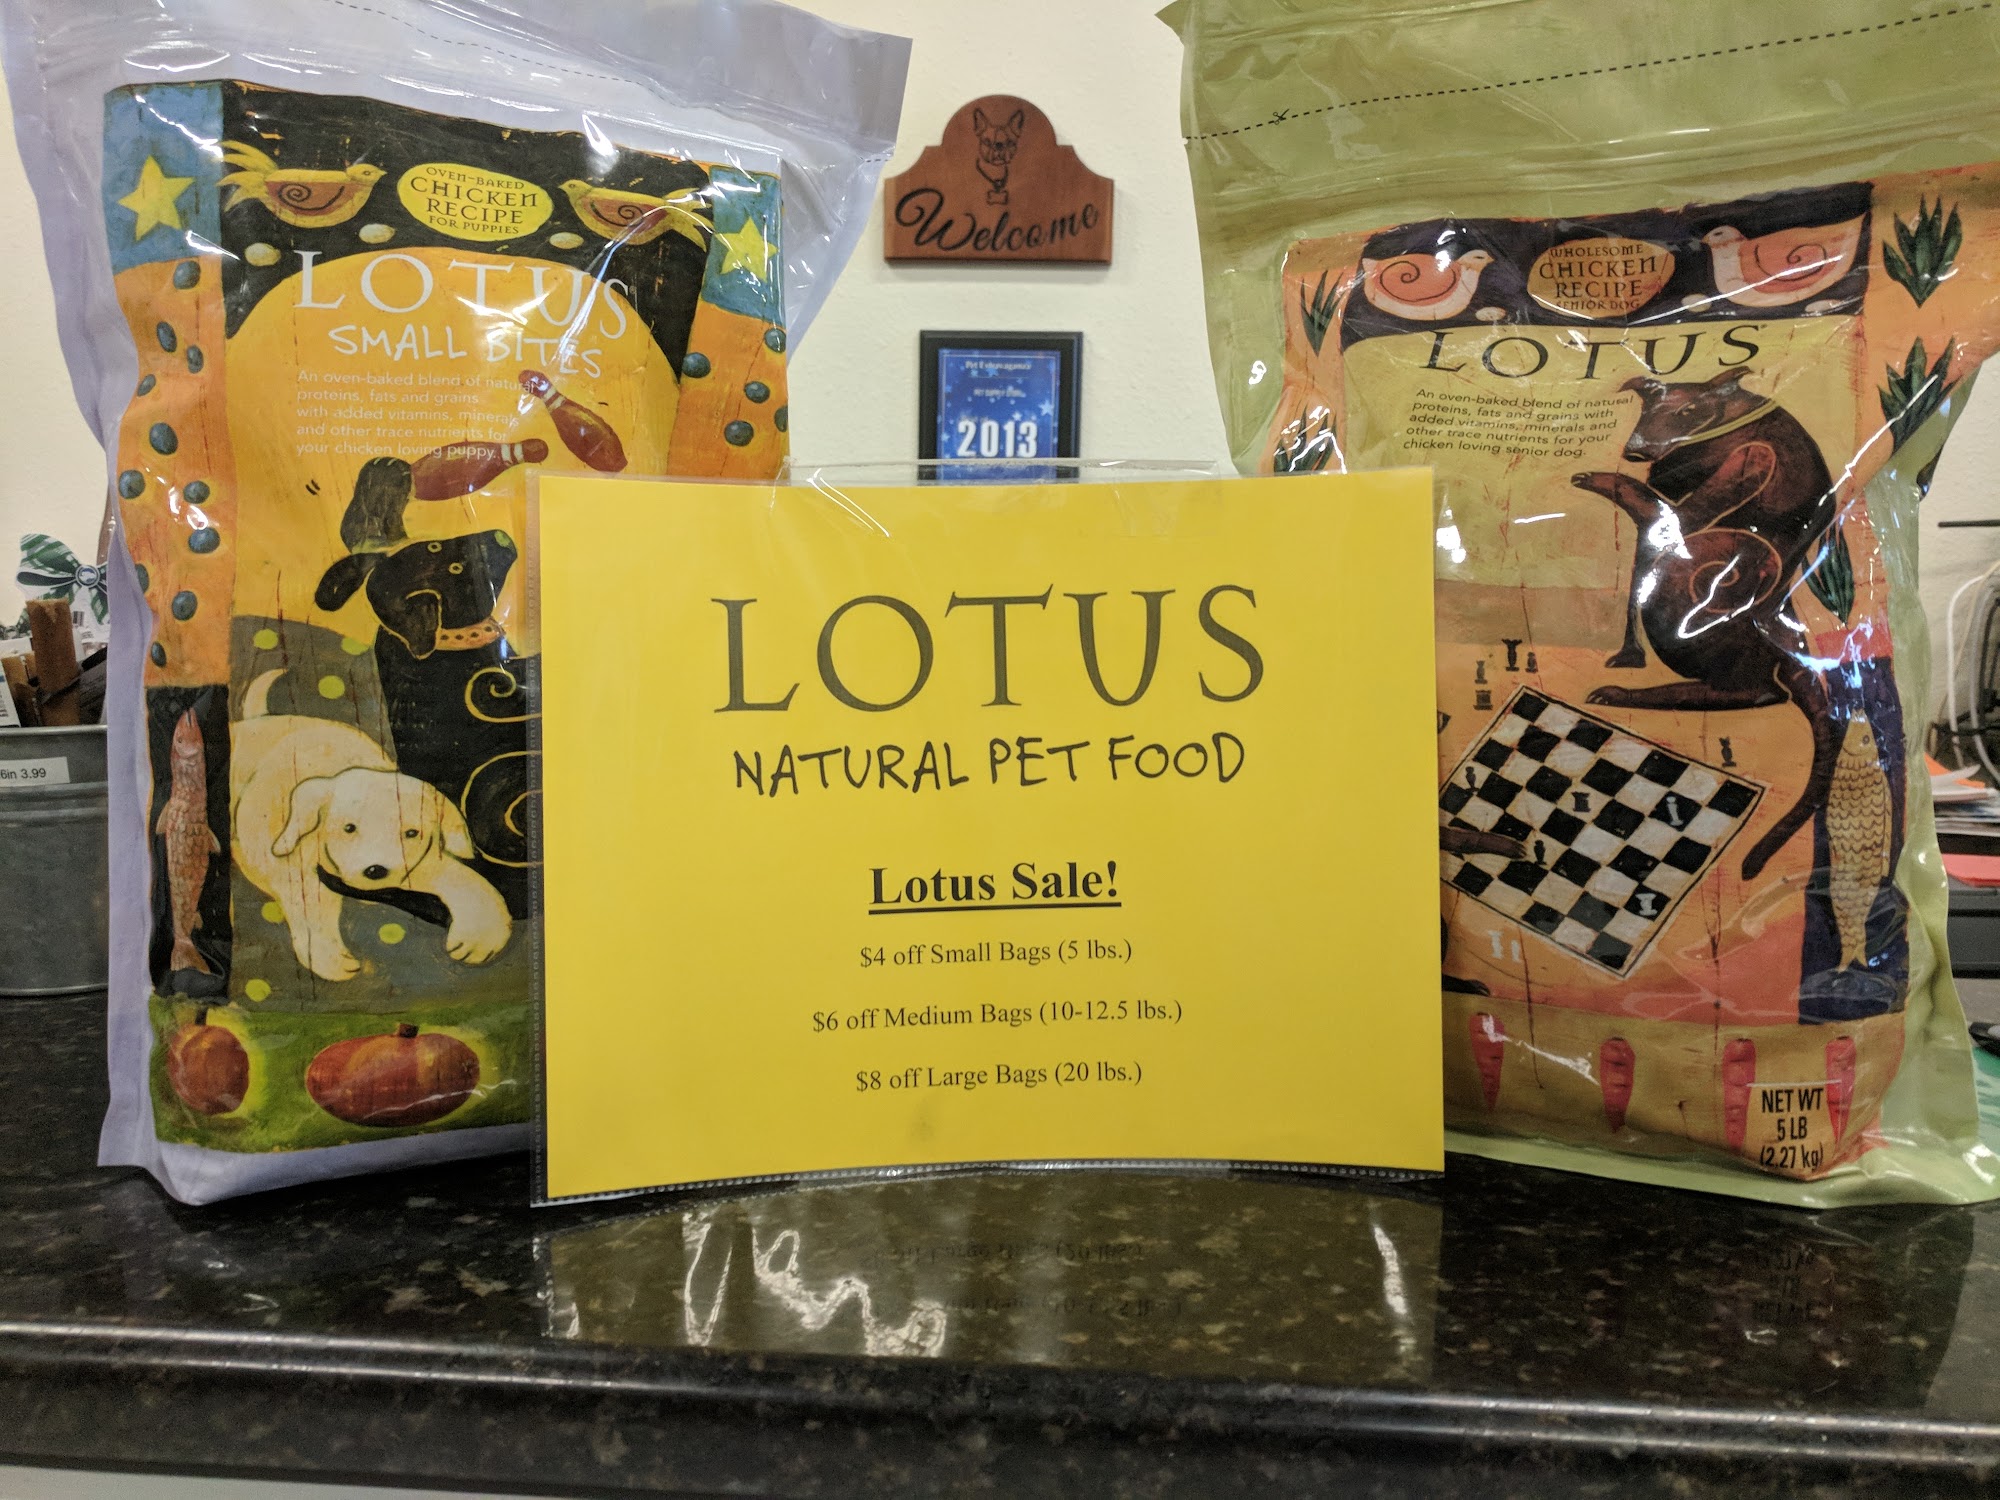 OVEN-BAKED
CHICKEN
RECIPE
FOR PUPPIES
LOTUS
SMALL BITES
An oven-baked blend of natural
proteins, fats and grains
with added vitamins, minerals
and other trace nutrients for
your chicken loving puppy.
Welcome
Pet Extravaganza
2013
WHOLESOME
CHICKEN
RECIPE
SENIOR DOG
LOTUS
An oven-baked blend of natural
proteins, fats and grains with
added vitamins, minerals and
other trace nutrients for your
chicken loving senior dog.
NET WT
5 LB
(2.27 kg)
6in 3.99
LOTUS
NATURAL PET FOOD
Lotus Sale!
$4 off Small Bags (5 lbs.)
$6 off Medium Bags (10-12.5 lbs.)
$8 off Large Bags (20 lbs.)